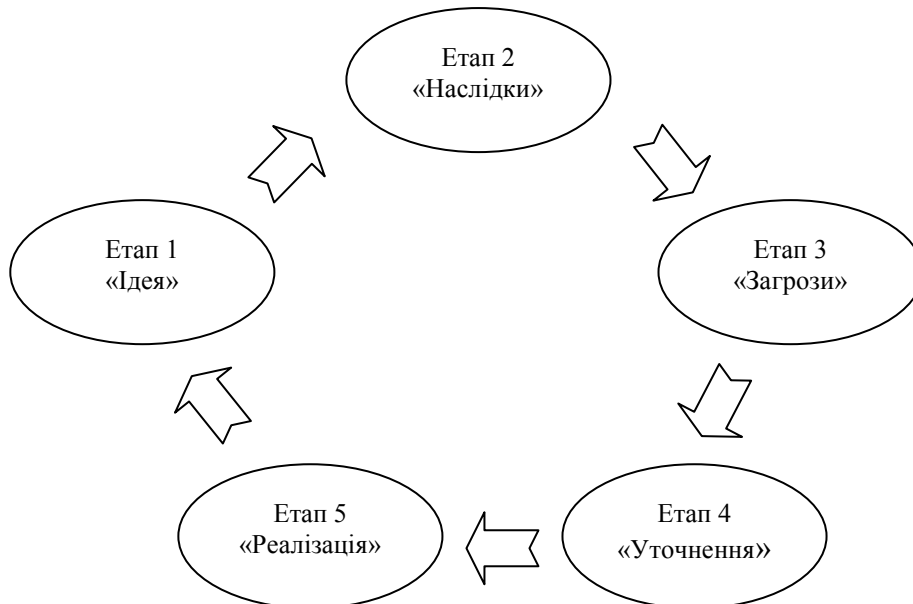 Етап 2
«Наслідки»
Етап 1
«Ідея»
Етап 3
«Загрози»
Етап 5
«Реалізація»
Етап 4
«Уточнення»